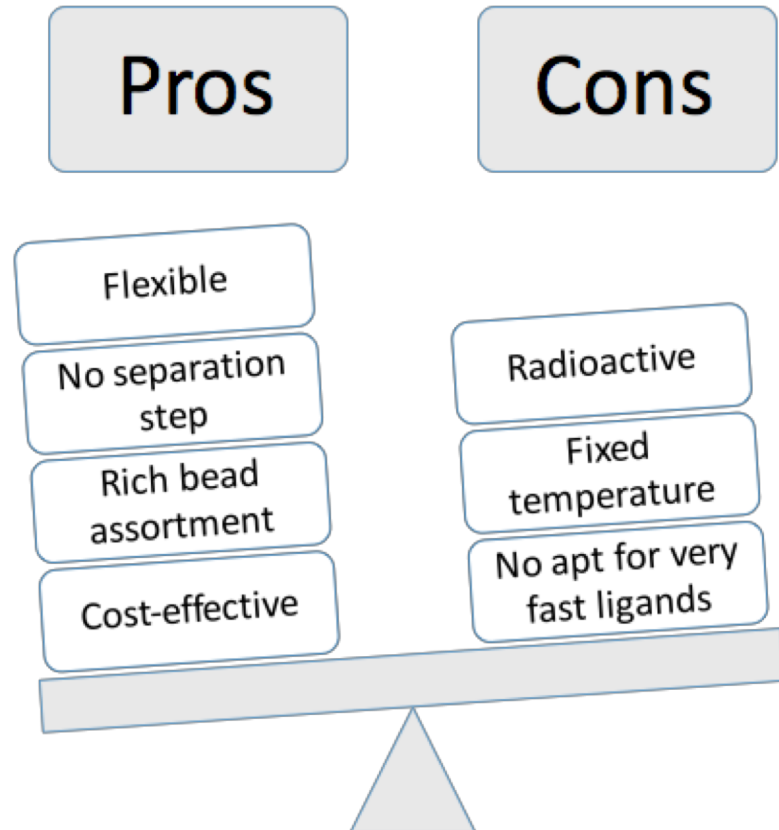 Pros
Cons
Flexible
No separation
step
Rich bead
assortment
Cost-effective
Radioactive
Fixed
temperature
No apt for very
fast ligands